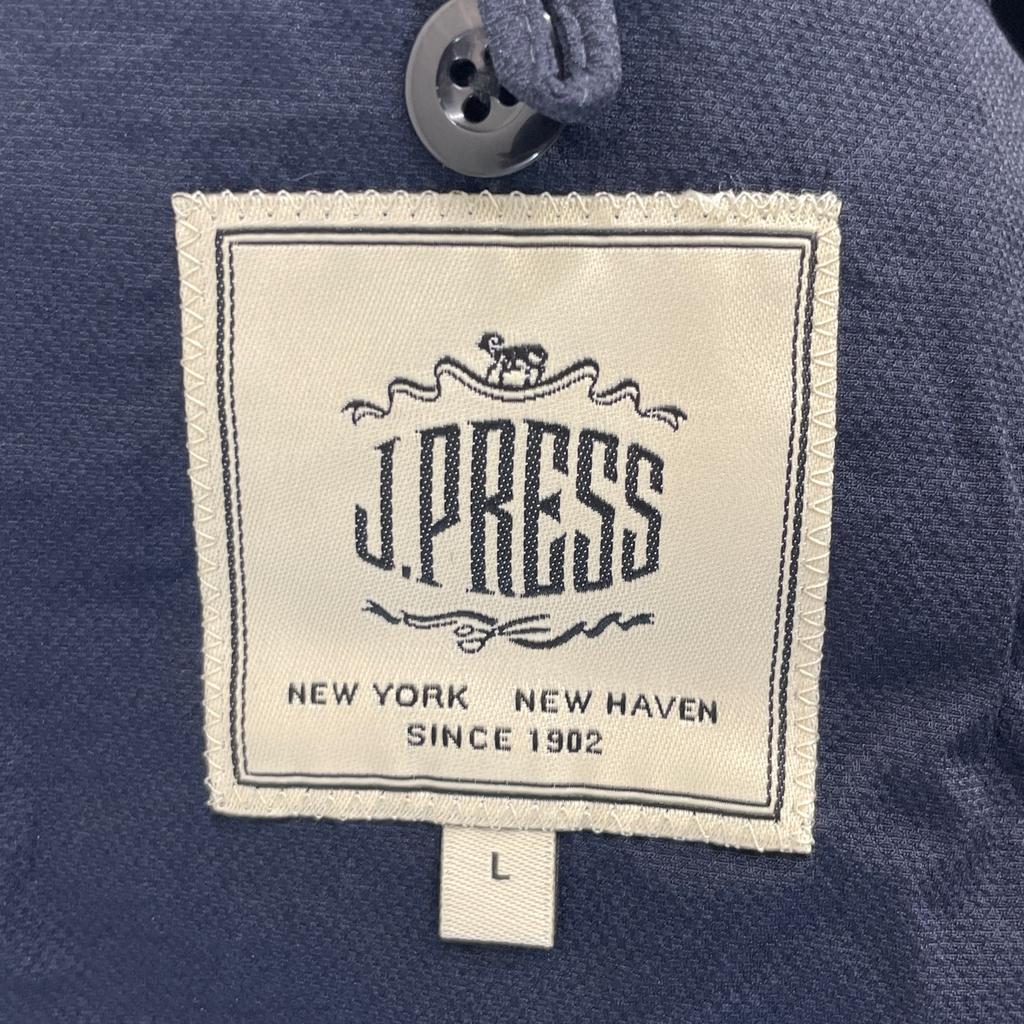 J.PRESS
NEW YORK NEW HAVEN
SINCE 1902
L